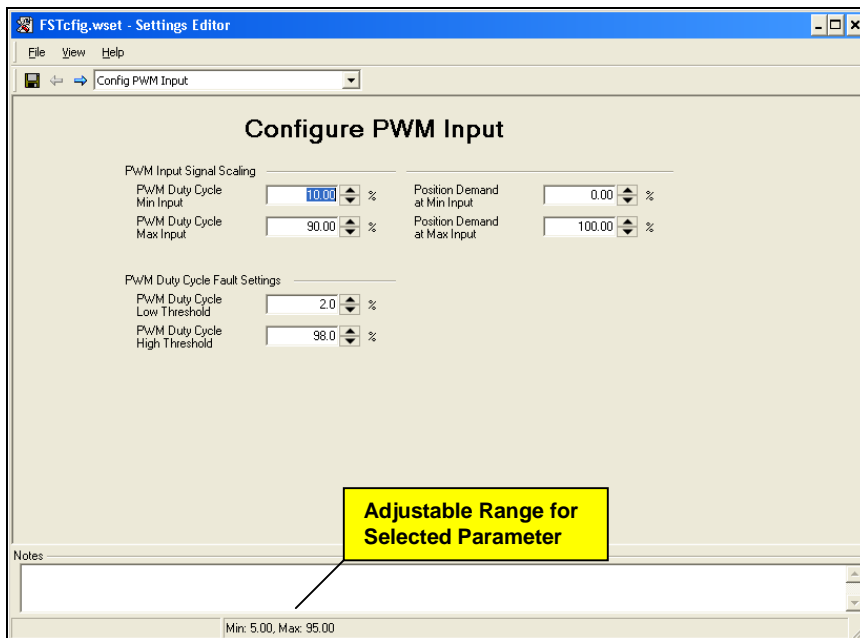 FSTcfig.wset - Settings Editor
File View Help
Config PWM Input
Configure PWM Input
PWM Input Signal Scaling
PWM Duty Cycle
Min Input
10.00 %
Position Demand
at Min Input
0.00 %
PWM Duty Cycle
Max Input
90.00 %
Position Demand
at Max Input
100.00 %
PWM Duty Cycle Fault Settings
PWM Duty Cycle
Low Threshold
2.0 %
PWM Duty Cycle
High Threshold
98.0 %
Adjustable Range for
Selected Parameter
Notes
Min: 5.00, Max: 95.00